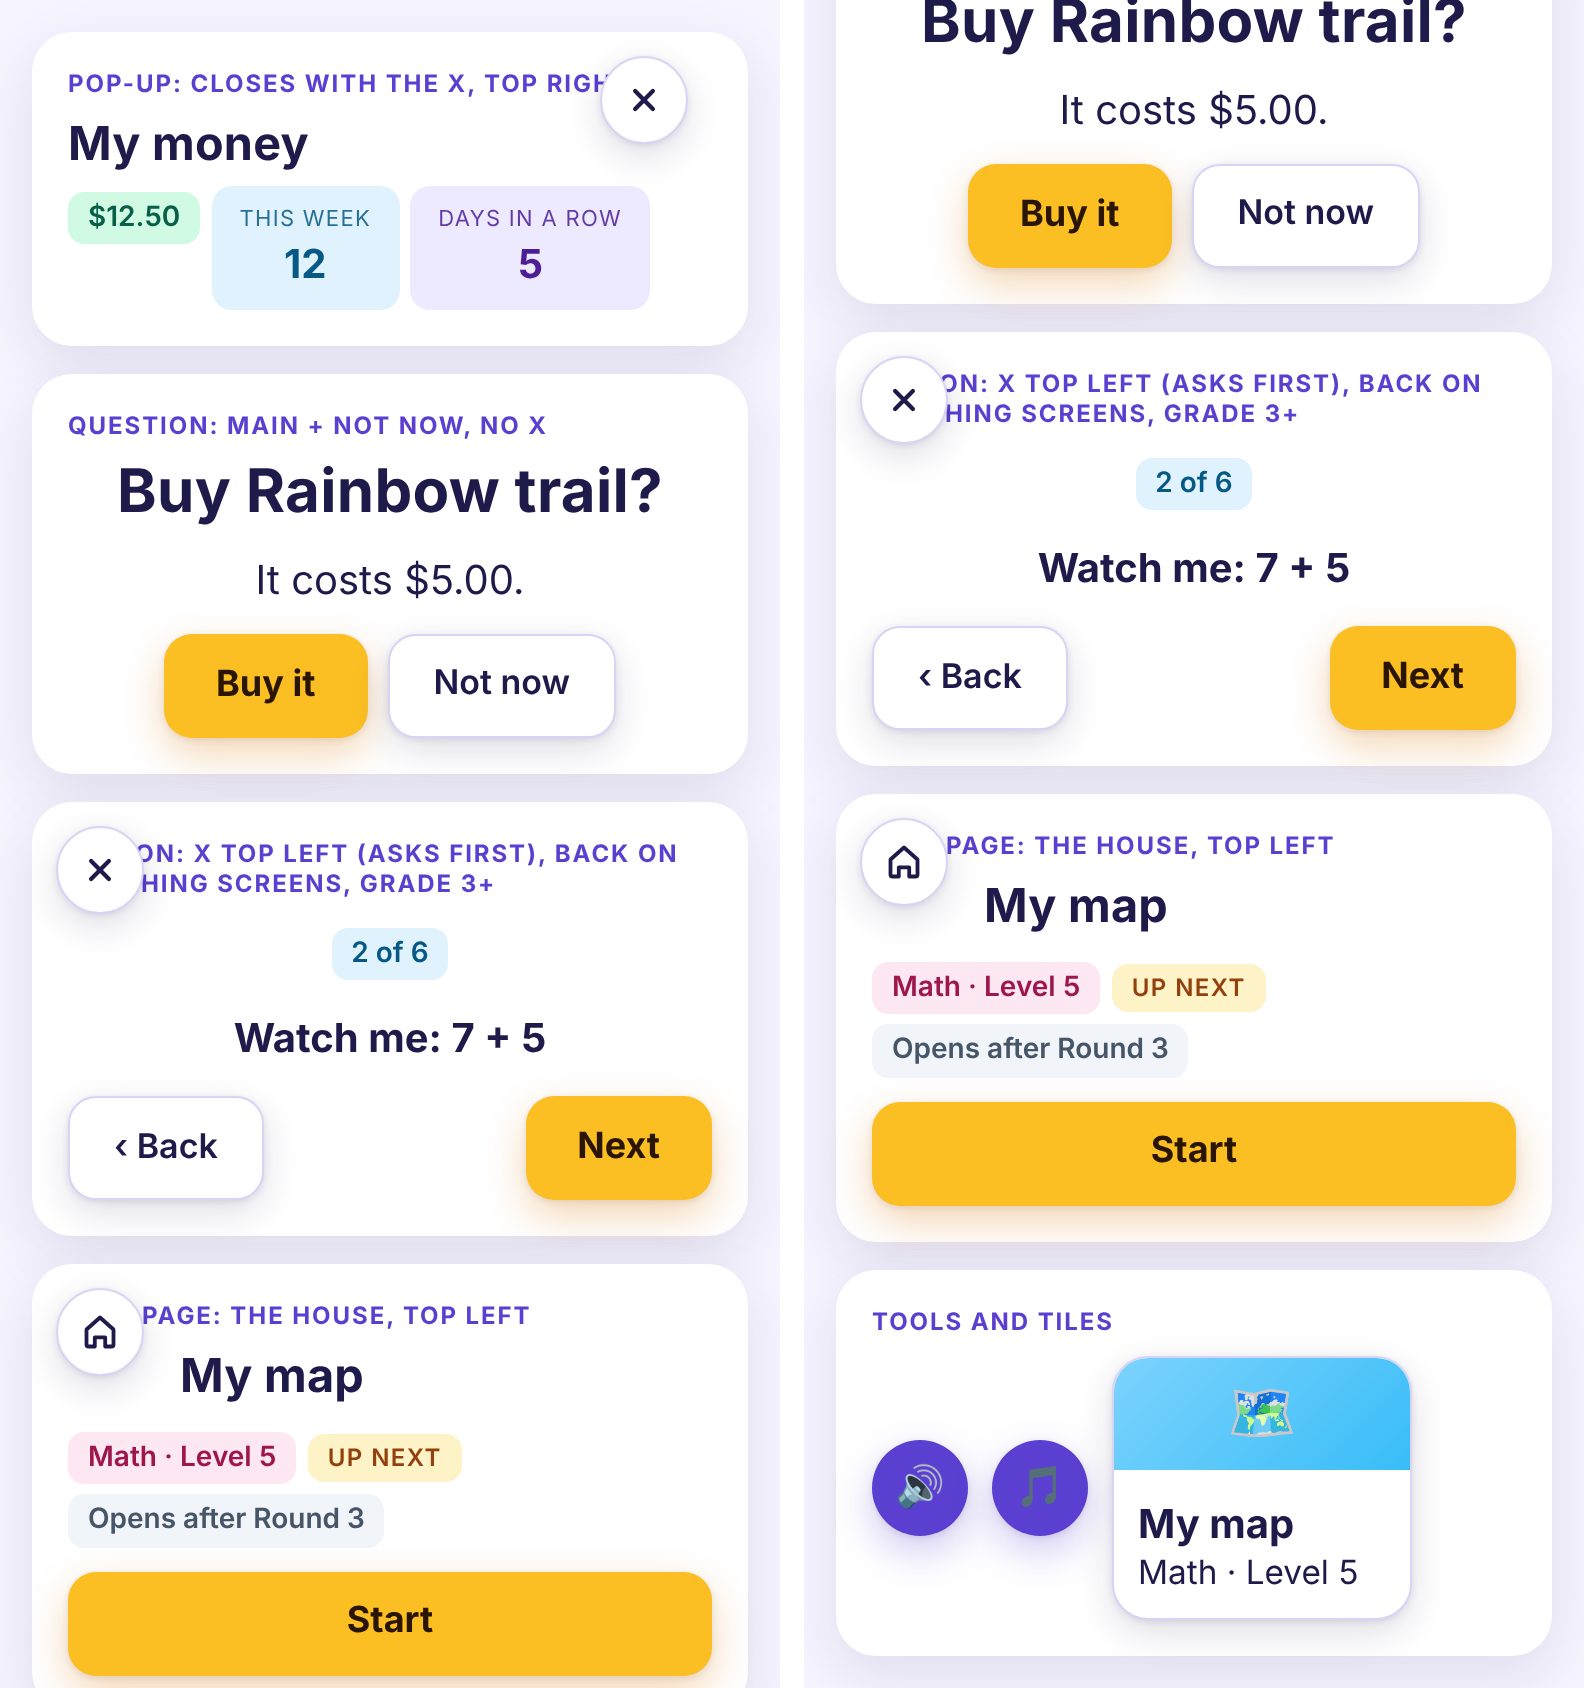 POP-UP: CLOSES WITH THE X, TOP RIGH
My money
$12.50
THIS WEEK
12
DAYS IN A ROW
5
QUESTION: MAIN + NOT NOW, NO X
Buy Rainbow trail?
It costs $5.00.
Buy it
Not now
ON: X TOP LEFT (ASKS FIRST), BACK ON
HING SCREENS, GRADE 3+
2 of 6
Watch me: 7 + 5
‹ Back
Next
PAGE: THE HOUSE, TOP LEFT
My map
Math · Level 5
UP NEXT
Opens after Round 3
Start
Buy Rainbow trail?
It costs $5.00.
Buy it
Not now
ON: X TOP LEFT (ASKS FIRST), BACK ON
HING SCREENS, GRADE 3+
2 of 6
Watch me: 7 + 5
‹ Back
Next
PAGE: THE HOUSE, TOP LEFT
My map
Math · Level 5
UP NEXT
Opens after Round 3
Start
TOOLS AND TILES
My map
Math · Level 5